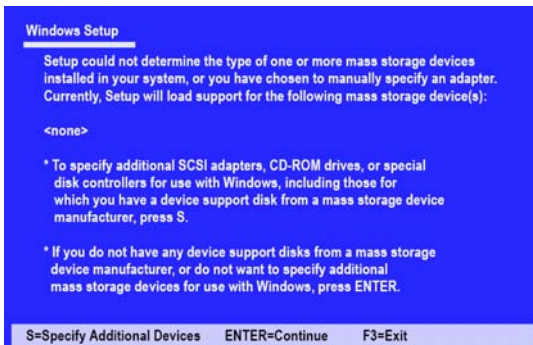 Windows Setup
Setup could not determine the type of one or more mass storage devices
installed in your system, or you have chosen to manually specify an adapter.
Currently, Setup will load support for the following mass storage device(s):
<none>
* To specify additional SCSI adapters, CD-ROM drives, or special
disk controllers for use with Windows, including those for
which you have a device support disk from a mass storage device
manufacturer, press S.
* If you do not have any device support disks from a mass storage
device manufacturer, or do not want to specify additional
mass storage devices for use with Windows, press ENTER.
S=Specify Additional Devices ENTER=Continue F3=Exit